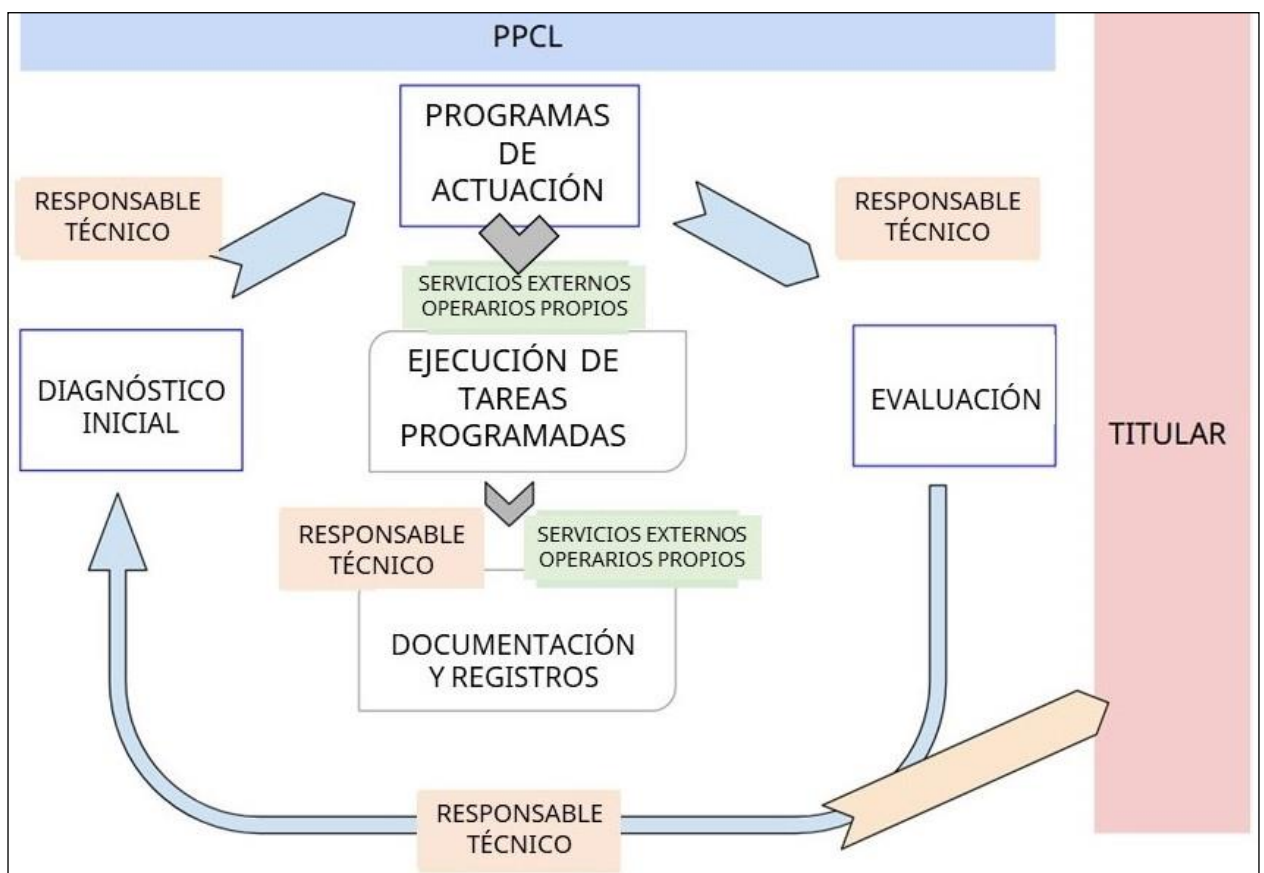 PPCL
PROGRAMAS
DE
ACTUACIÓN
RESPONSABLE
TÉCNICO
RESPONSABLE
TÉCNICO
SERVICIOS EXTERNOS
OPERARIOS PROPIOS
DIAGNÓSTICO
INICIAL
EJECUCIÓN DE
TAREAS
PROGRAMADAS
EVALUACIÓN
TITULAR
RESPONSABLE
TÉCNICO
SERVICIOS EXTERNOS
OPERARIOS PROPIOS
DOCUMENTACIÓN
Y REGISTROS
RESPONSABLE
TÉCNICO